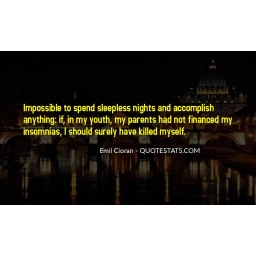 Impossible to spend sleepless nights and accomplish
anything: if, in my youth, my parents had not financed my
insomnias, I should surely have killed myself.
Emil Cioran - QUOTESTATS.COM